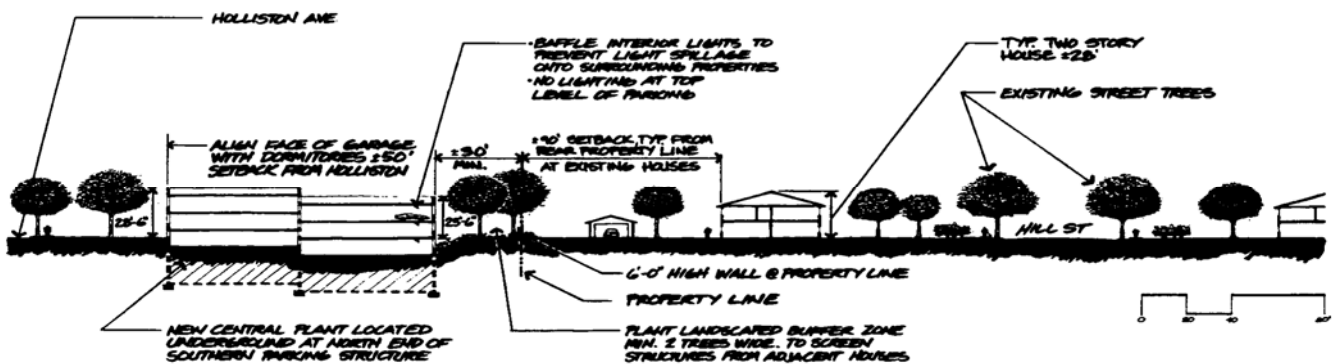 HOLLISTON AVE
•BAFFLE INTERIOR LIGHTS TO
PREVENT LIGHT SPILLAGE
ONTO SURROUNDING PROPERTIES
•NO LIGHTING AT TOP
LEVEL OF PARKING
TYP. TWO STORY
HOUSE ±28'
EXISTING STREET TREES
ALIGN FACE OF GARAGE
WITH DORMITORIES ±50'
SETBACK FROM HOLLISTON
±30'
MIN.
±90' SETBACK, TYP. FROM
REAR PROPERTY LINE
AT EXISTING HOUSES
28'-6"
23'-6"
HILL ST
6'-0" HIGH WALL @ PROPERTY LINE
PROPERTY LINE
NEW CENTRAL PLANT LOCATED
UNDERGROUND AT NORTH END OF
SOUTHERN PARKING STRUCTURE
PLANT LANDSCAPED BUFFER ZONE
MIN. 2 TREES WIDE. TO SCREEN
STRUCTURES FROM ADJACENT HOUSES
0 20 40 80'